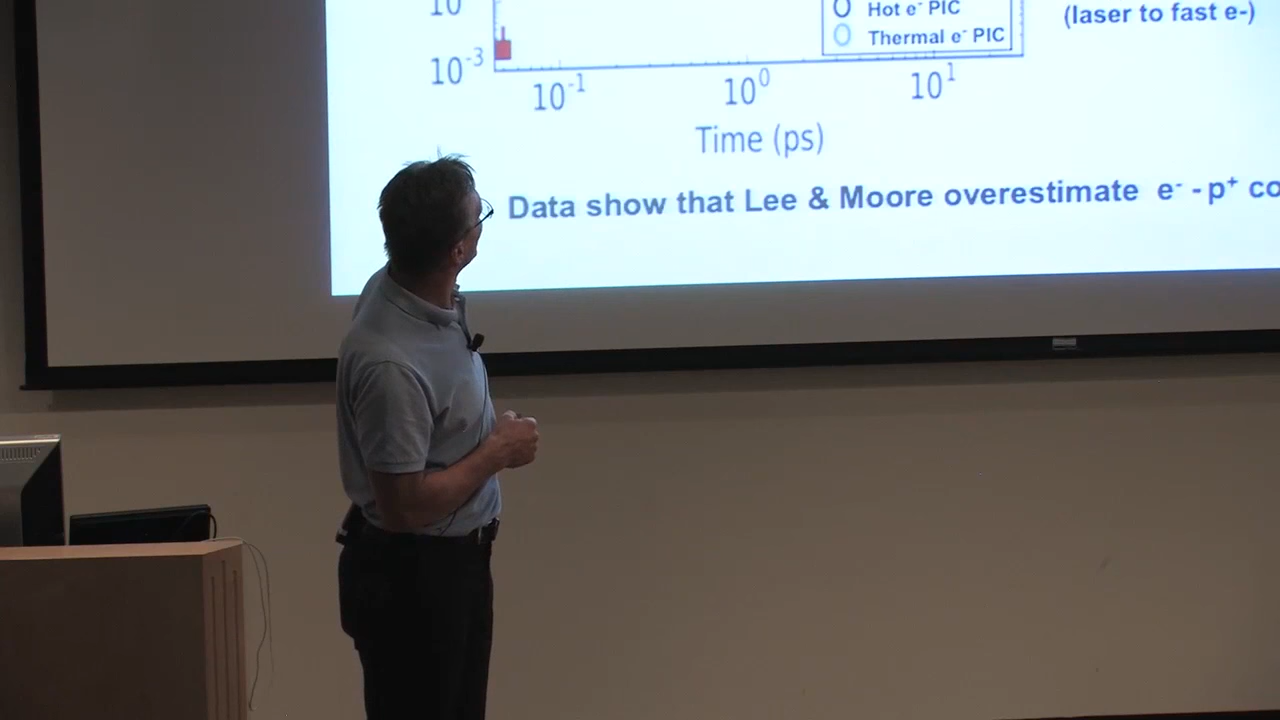 10
Hot e⁻ PIC
(laser to fast e-)
Thermal e⁻ PIC
10⁻³
10⁻¹ 10⁰ 10¹
Time (ps)
Data show that Lee & Moore overestimate e⁻ - p⁺ co